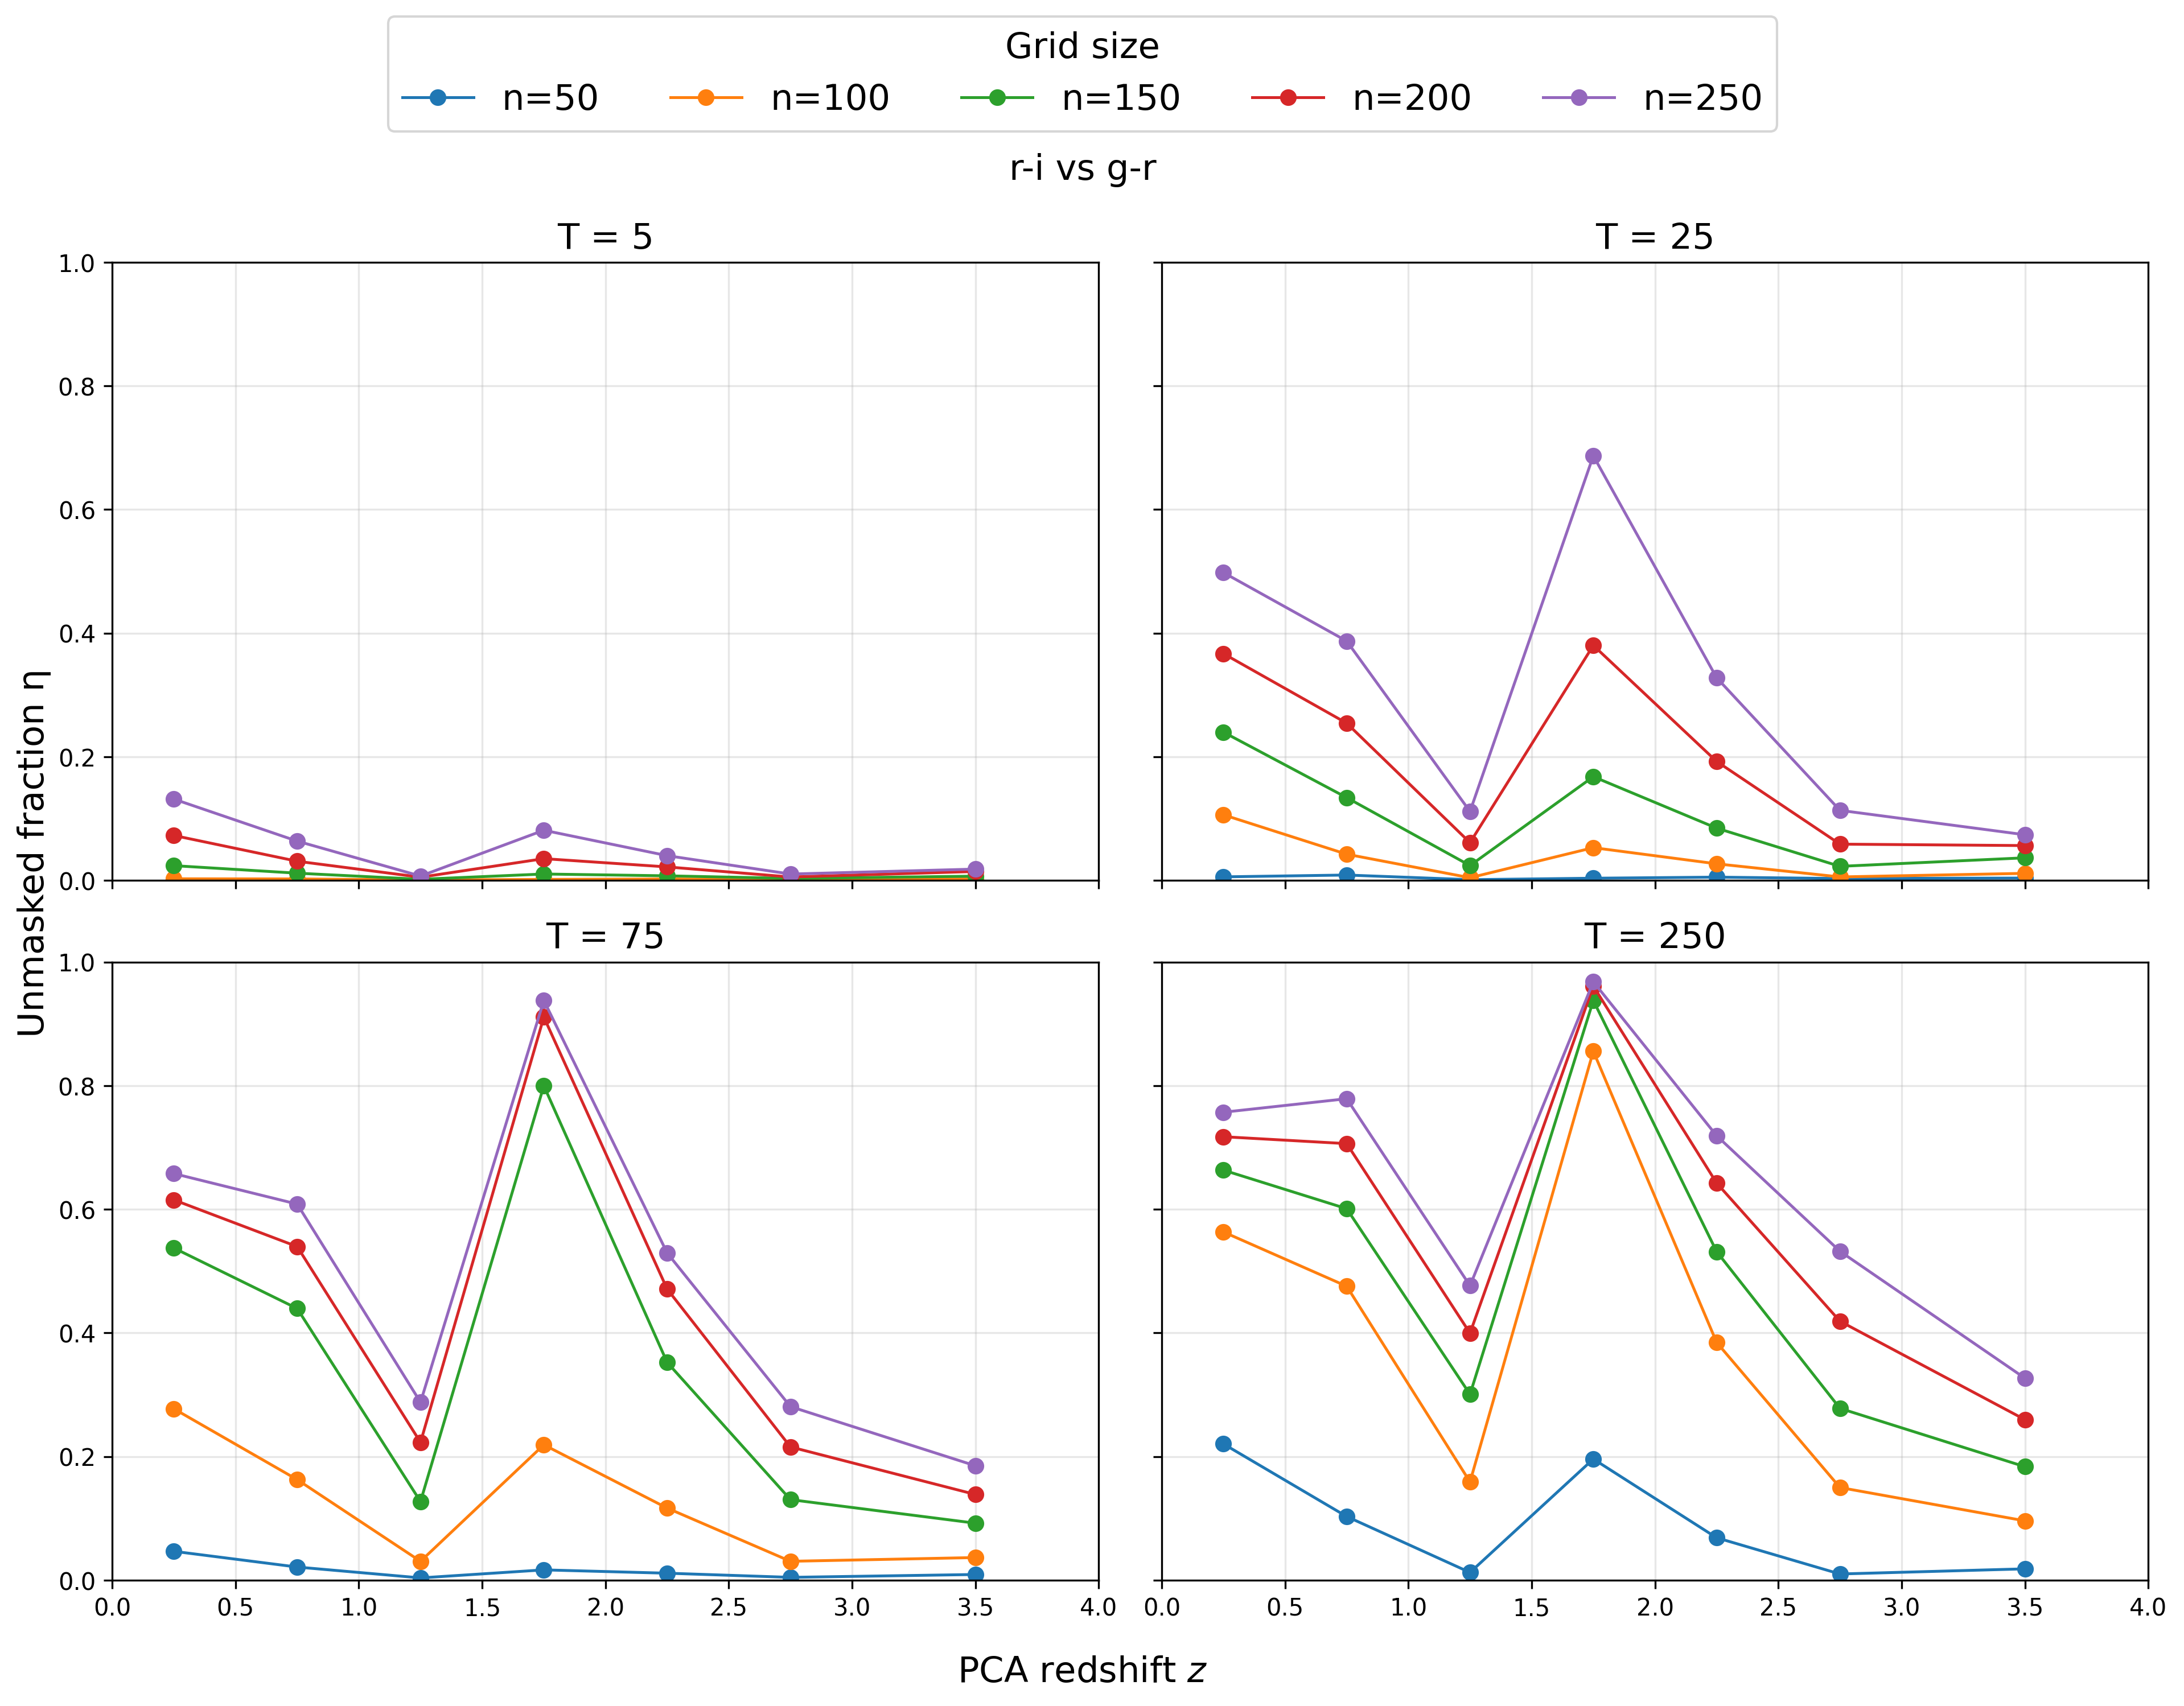 Grid size
n=50 n=100 n=150 n=200 n=250
r-i vs g-r
T = 5
T = 25
1.0
0.8
0.6
0.4
0.2
0.0
Unmasked fraction η
T = 75
T = 250
1.0
0.8
0.6
0.4
0.2
0.0
0.0 0.5 1.0 1.5 2.0 2.5 3.0 3.5 4.0
0.0 0.5 1.0 1.5 2.0 2.5 3.0 3.5 4.0
PCA redshift z